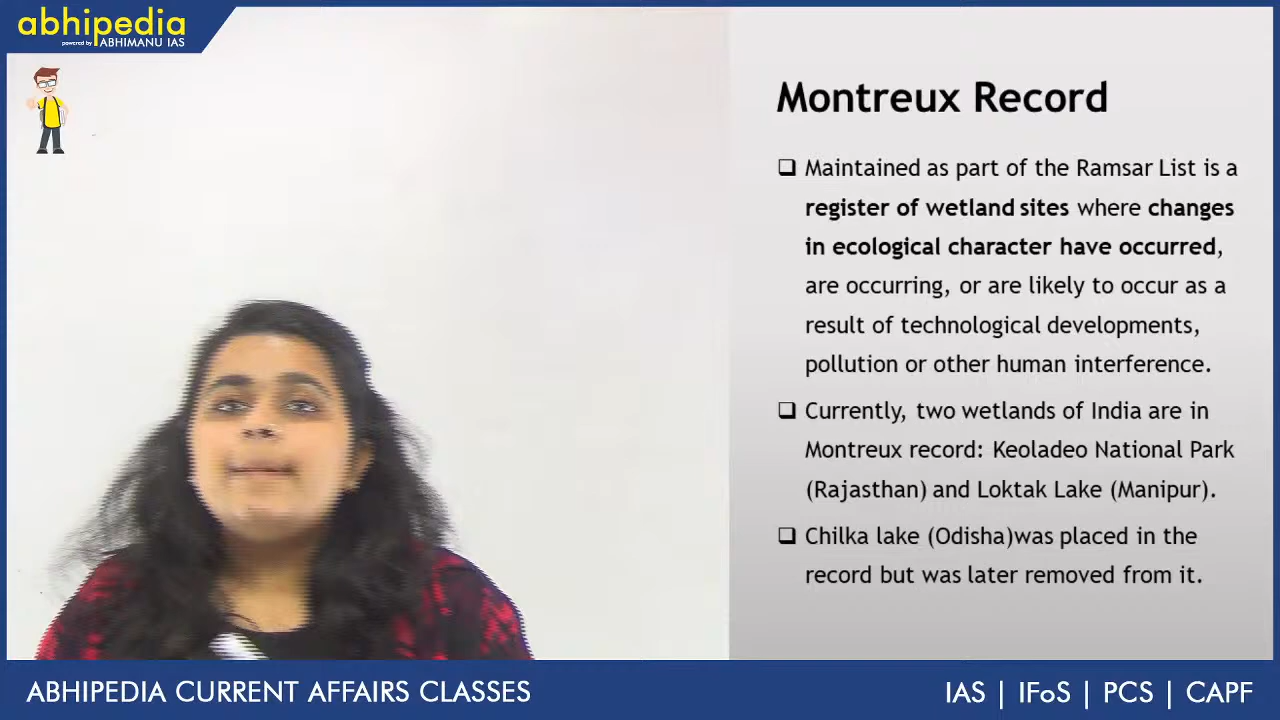 abhipedia
powered by ABHIMANU IAS
Montreux Record
Maintained as part of the Ramsar List is a
register of wetland sites where changes
in ecological character have occurred,
are occurring, or are likely to occur as a
result of technological developments,
pollution or other human interference.
Currently, two wetlands of India are in
Montreux record: Keoladeo National Park
(Rajasthan) and Loktak Lake (Manipur).
Chilka lake (Odisha)was placed in the
record but was later removed from it.
ABHIPEDIA CURRENT AFFAIRS CLASSES
IAS | IFoS | PCS | CAPF